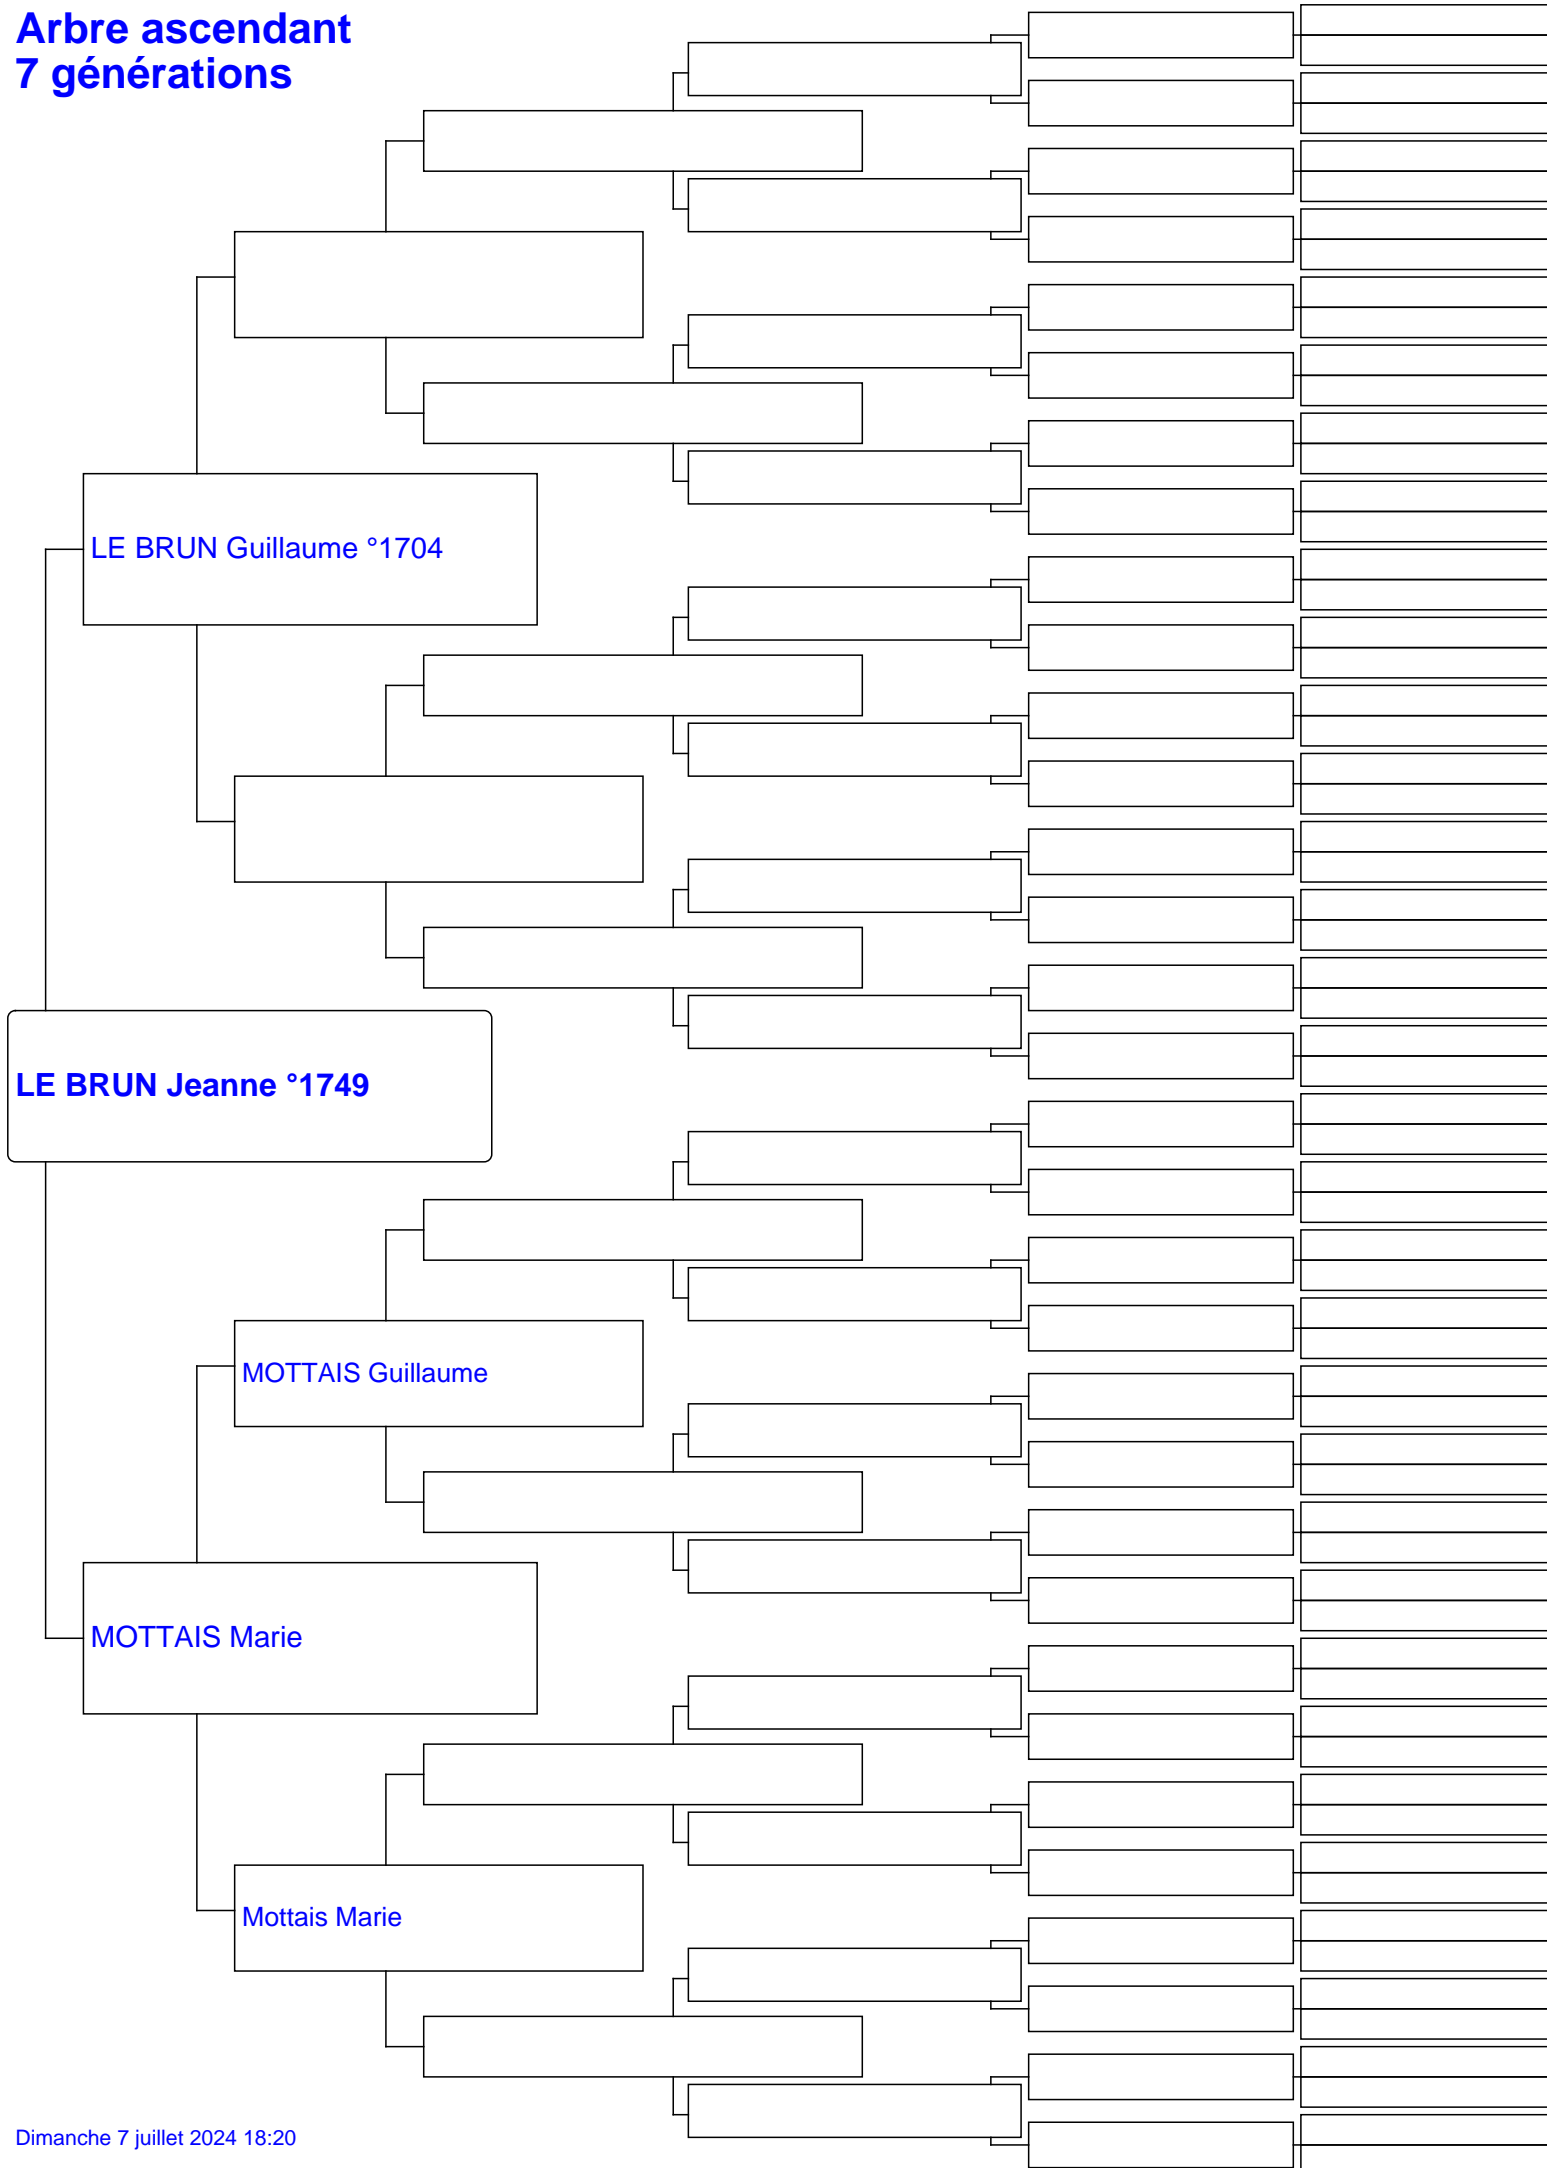 Arbre ascendant
7 générations
LE BRUN Guillaume °1704
LE BRUN Jeanne °1749
MOTTAIS Guillaume
MOTTAIS Marie
Mottais Marie
Dimanche 7 juillet 2024 18:20